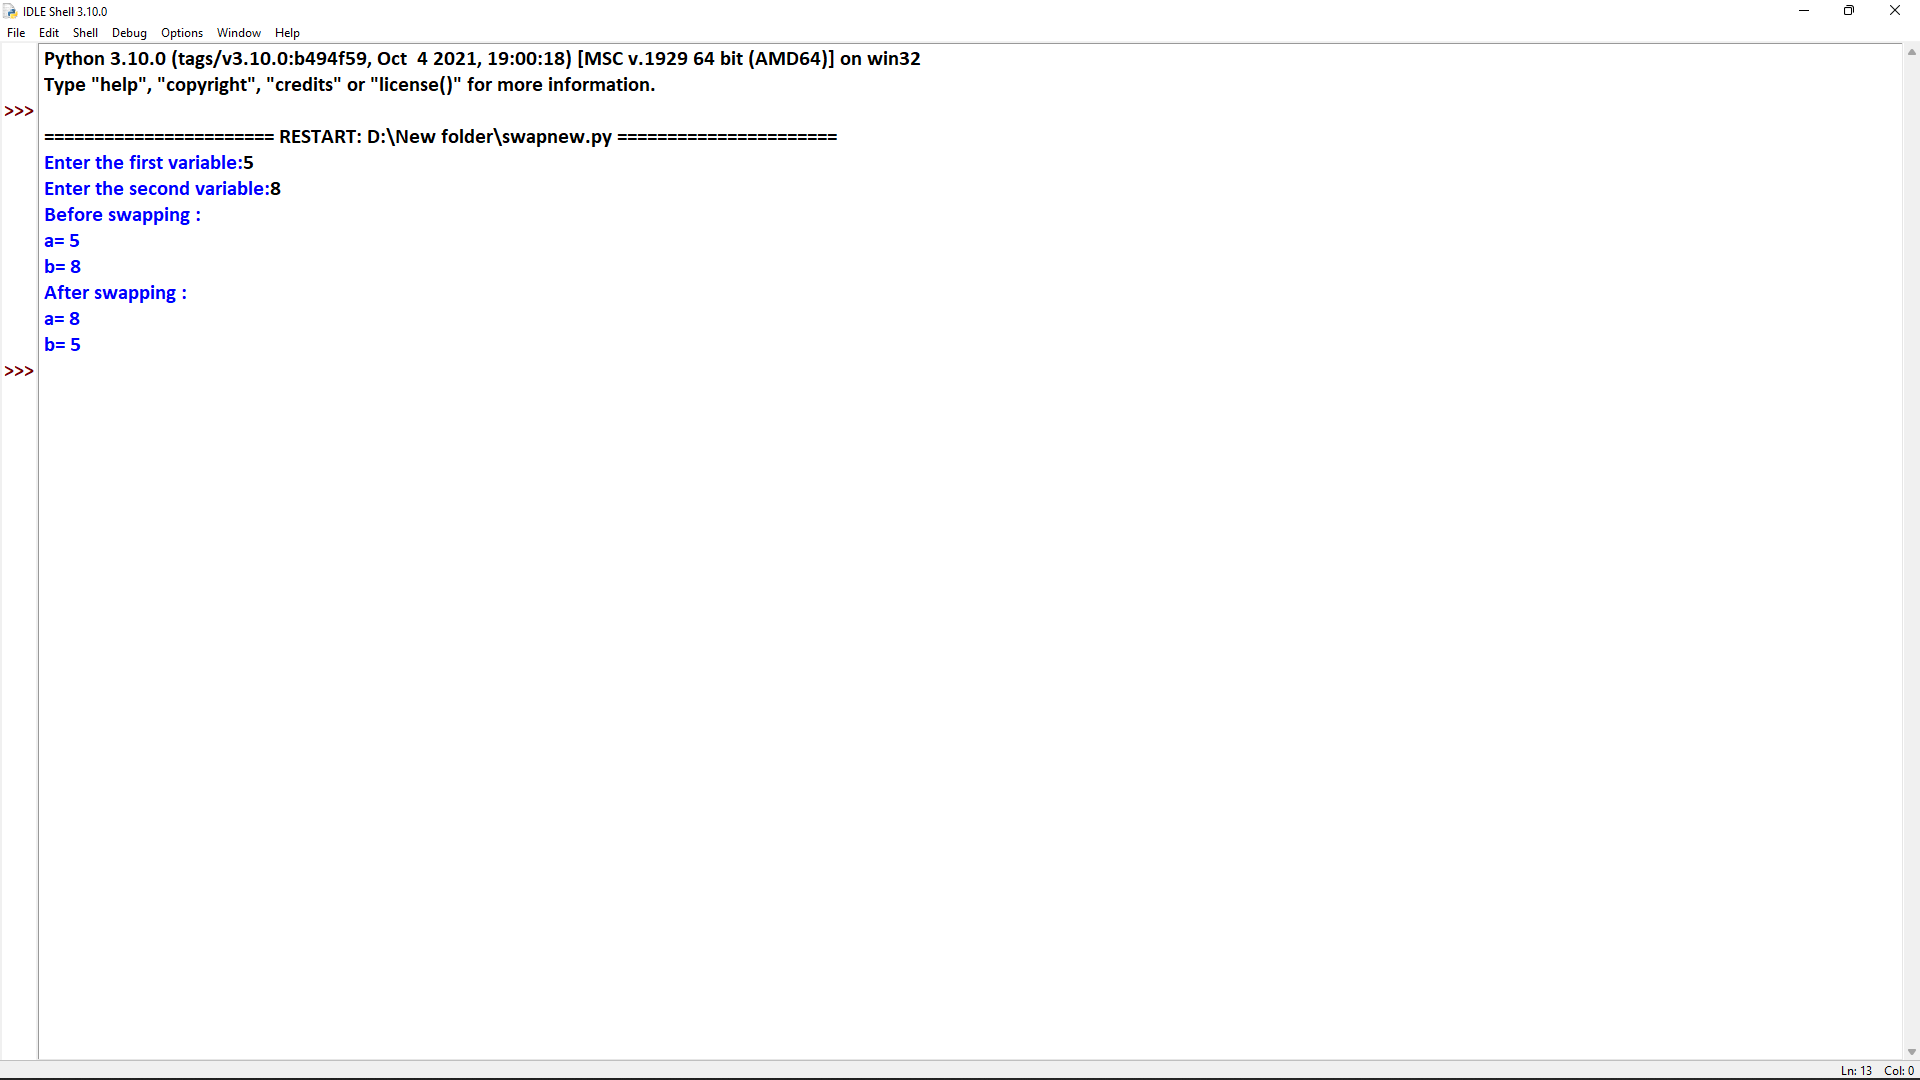 IDLE Shell 3.10.0
File Edit Shell Debug Options Window Help
Python 3.10.0 (tags/v3.10.0:b494f59, Oct  4 2021, 19:00:18) [MSC v.1929 64 bit (AMD64)] on win32
Type "help", "copyright", "credits" or "license()" for more information.
>>>
======================= RESTART: D:\New folder\swapnew.py ======================
Enter the first variable:5
Enter the second variable:8
Before swapping :
a= 5
b= 8
After swapping :
a= 8
b= 5
>>>
Ln: 13 Col: 0